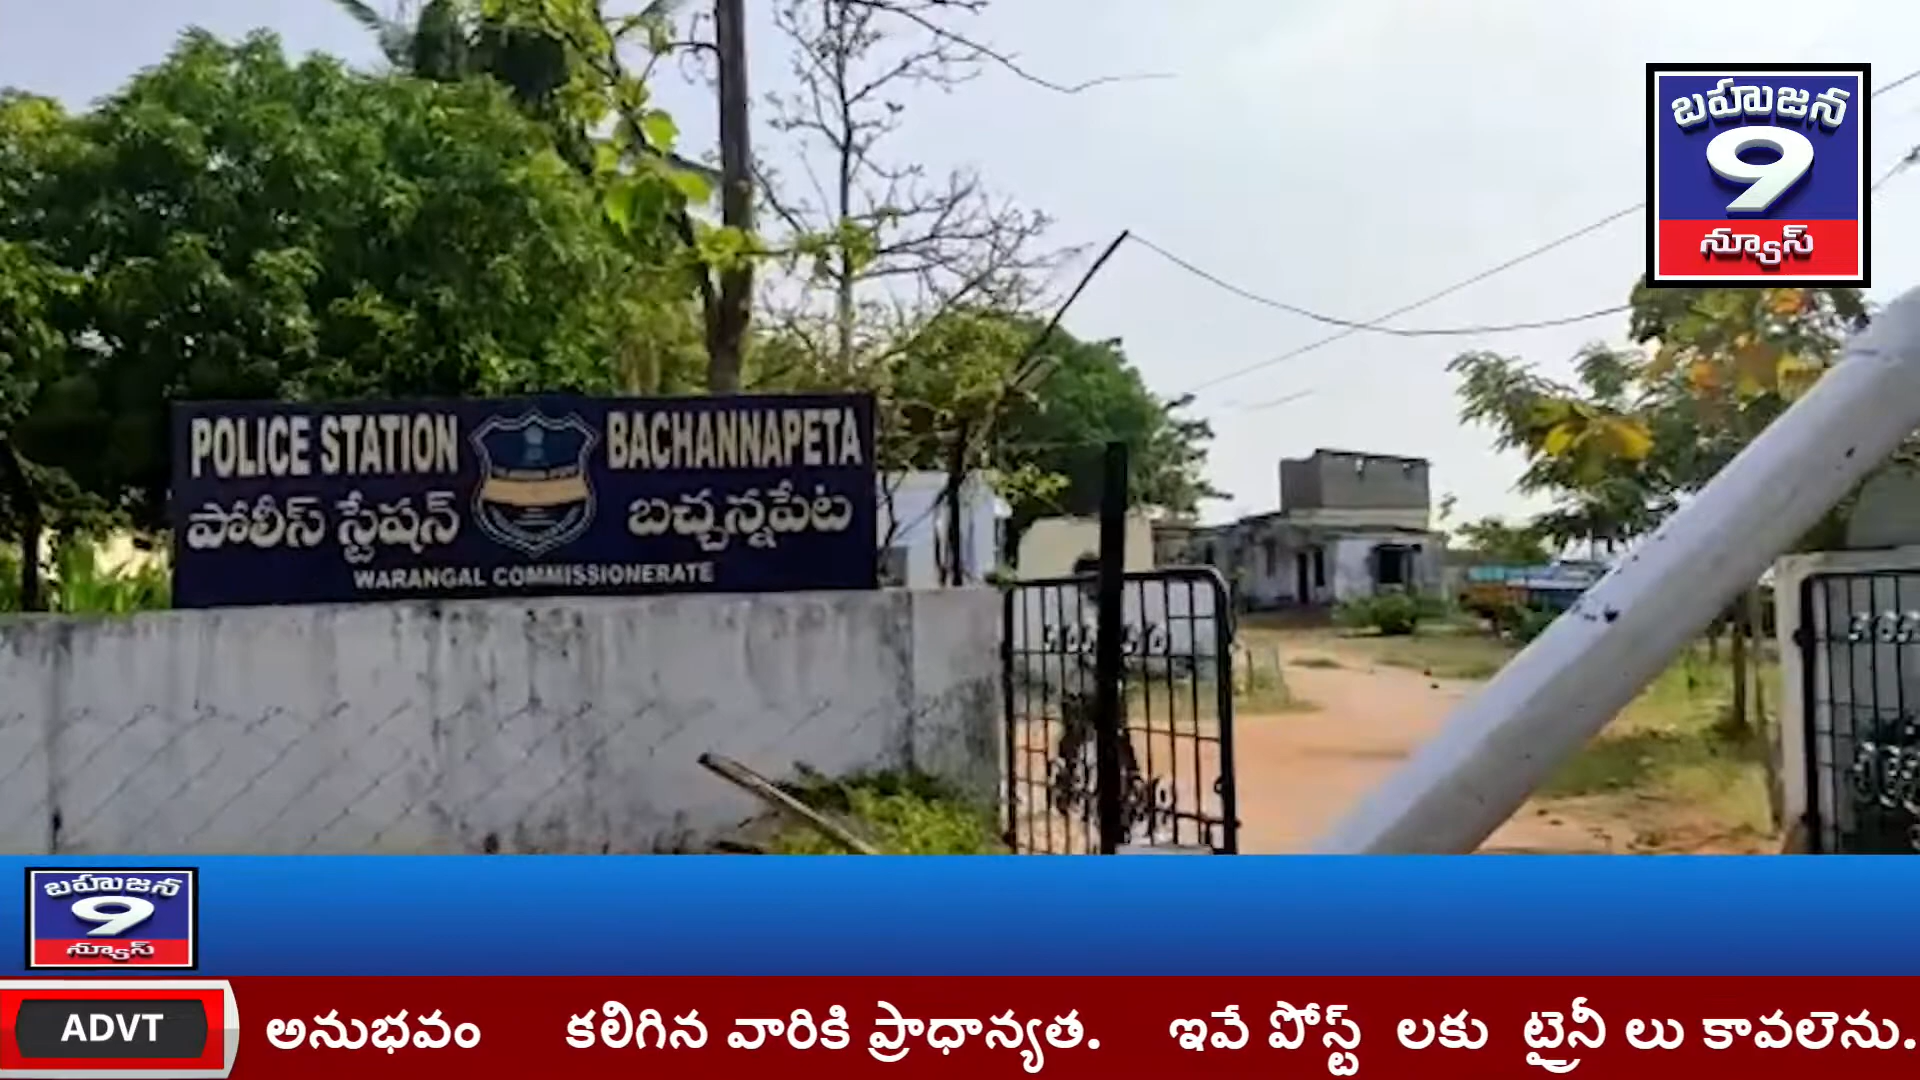 బహుజన
9
న్యూస్
POLICE STATION BACHANNAPETA
పోలీస్ స్టేషన్ బచ్చన్నపేట
WARANGAL COMMISSIONERATE
బహుజన
9
న్యూస్
ADVT అనుభవం కలిగిన వారికి ప్రాధాన్యత. ఇవే పోస్ట్ లకు ట్రైనీ లు కావలెను.